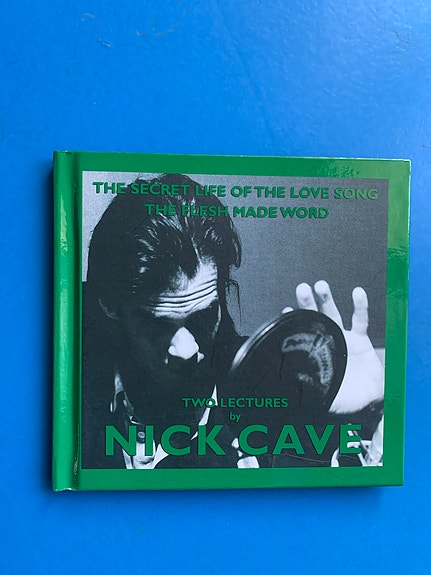 THE SECRET LIFE OF THE LOVE SONG
THE FLESH MADE WORD
TWO LECTURES
by
NICK CAVE